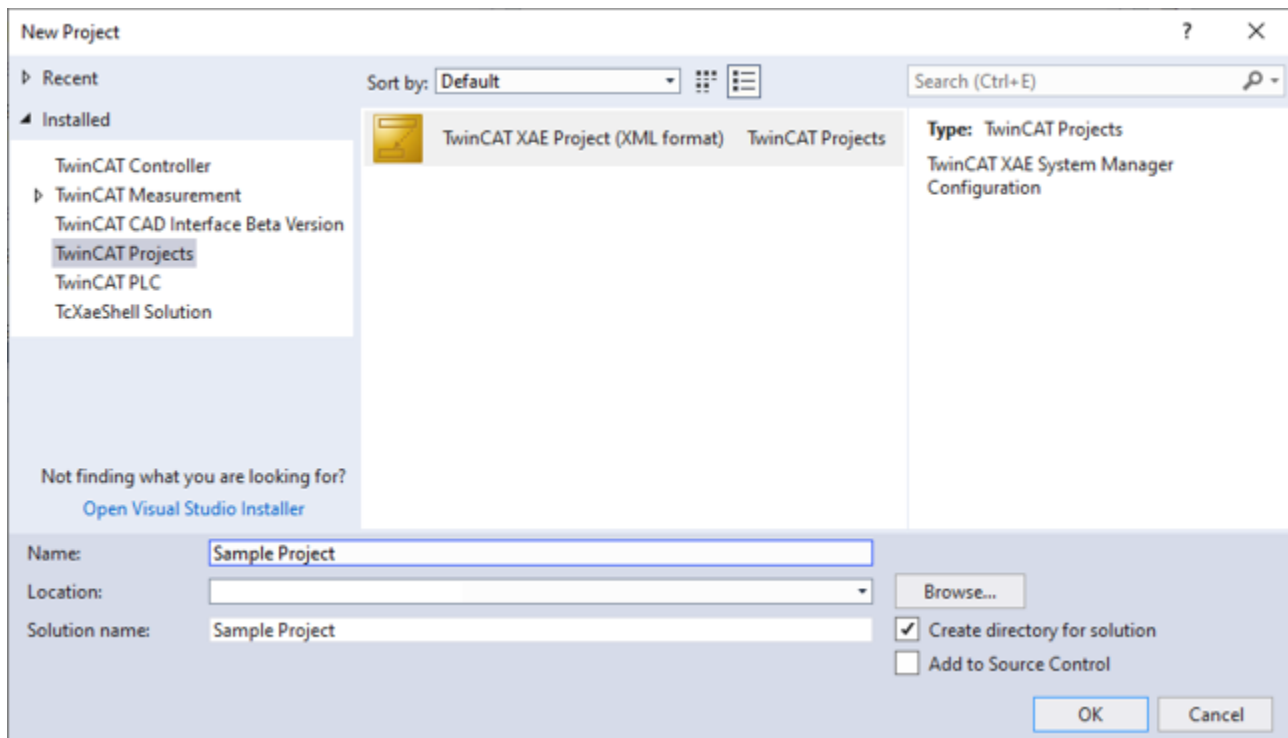 New Project
?
Recent
Installed
TwinCAT Controller
TwinCAT Measurement
TwinCAT CAD Interface Beta Version
TwinCAT Projects
TwinCAT PLC
TcXaeShell Solution
Not finding what you are looking for?
Open Visual Studio Installer
Sort by: Default
TwinCAT XAE Project (XML format) TwinCAT Projects
Search (Ctrl+E)
Type: TwinCAT Projects
TwinCAT XAE System Manager
Configuration
Name: Sample Project
Location:
Browse...
Solution name: Sample Project
Create directory for solution
Add to Source Control
OK
Cancel